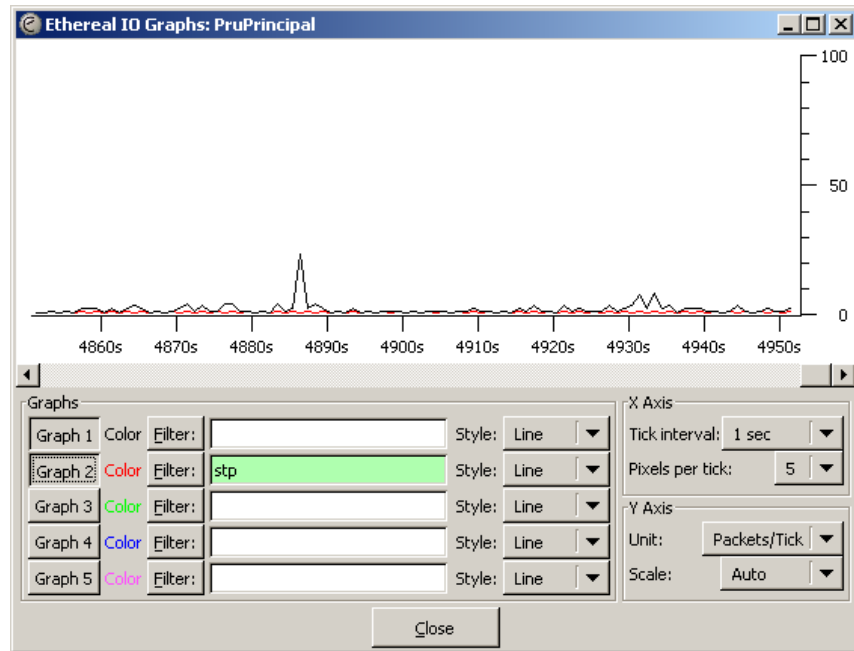 Ethereal IO Graphs: PruPrincipal
100
50
0
4860s 4870s 4880s 4890s 4900s 4910s 4920s 4930s 4940s 4950s
Graphs
Graph 1 Color Filter: Style: Line
Graph 2 Color Filter: stp Style: Line
Graph 3 Color Filter: Style: Line
Graph 4 Color Filter: Style: Line
Graph 5 Color Filter: Style: Line
X Axis
Tick interval: 1 sec
Pixels per tick: 5
Y Axis
Unit: Packets/Tick
Scale: Auto
Close